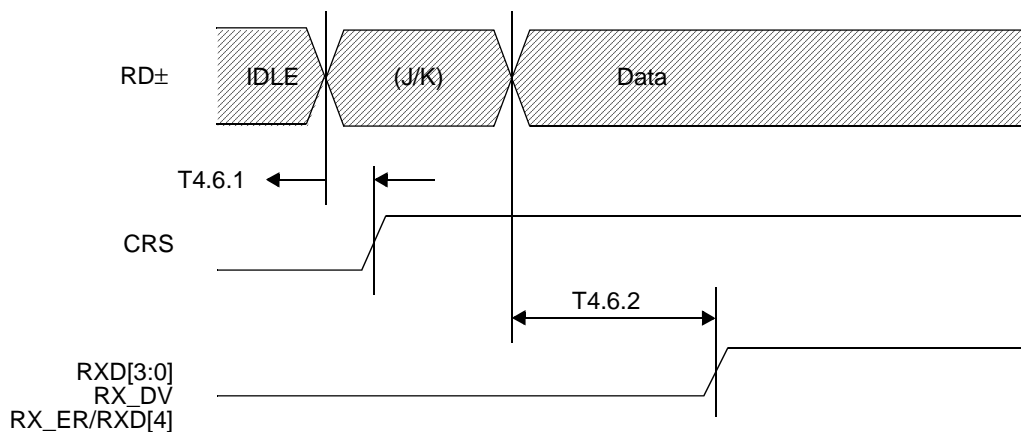 RD±
IDLE
(J/K)
Data
T4.6.1
CRS
T4.6.2
RXD[3:0]
RX_DV
RX_ER/RXD[4]